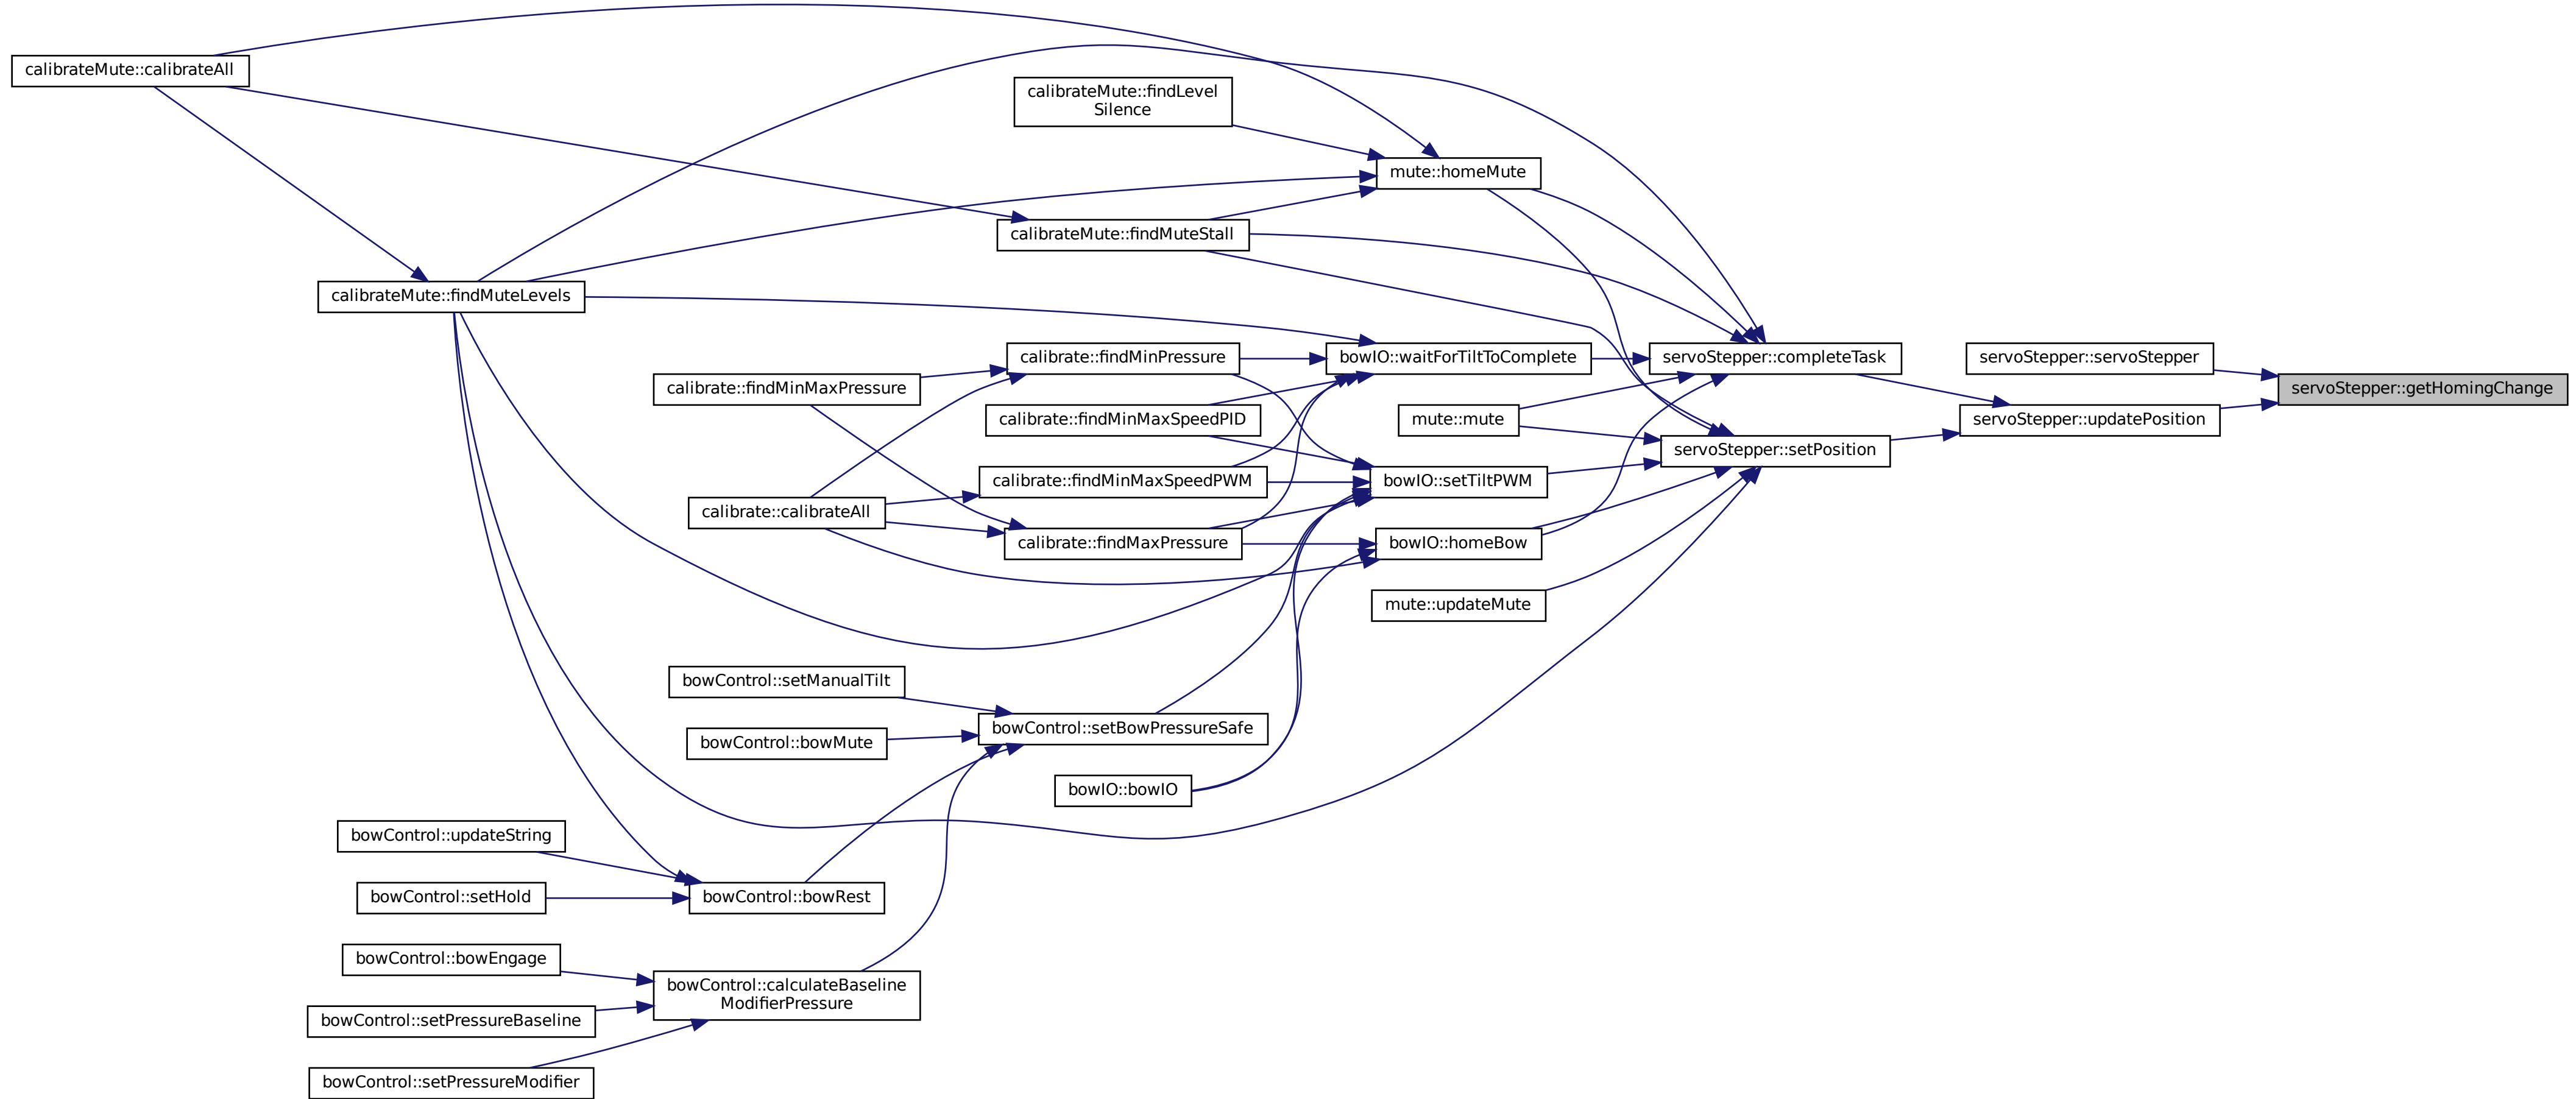 calibrateMute::calibrateAll
calibrateMute::findLevel
Silence
mute::homeMute
calibrateMute::findMuteStall
calibrateMute::findMuteLevels
calibrate::findMinPressure
bowIO::waitForTiltToComplete
servoStepper::completeTask
servoStepper::servoStepper
calibrate::findMinMaxPressure
servoStepper::getHomingChange
calibrate::findMinMaxSpeedPID
mute::mute
servoStepper::updatePosition
servoStepper::setPosition
calibrate::findMinMaxSpeedPWM
bowIO::setTiltPWM
calibrate::calibrateAll
calibrate::findMaxPressure
bowIO::homeBow
mute::updateMute
bowControl::setManualTilt
bowControl::setBowPressureSafe
bowControl::bowMute
bowIO::bowIO
bowControl::updateString
bowControl::setHold
bowControl::bowRest
bowControl::bowEngage
bowControl::calculateBaseline
ModifierPressure
bowControl::setPressureBaseline
bowControl::setPressureModifier